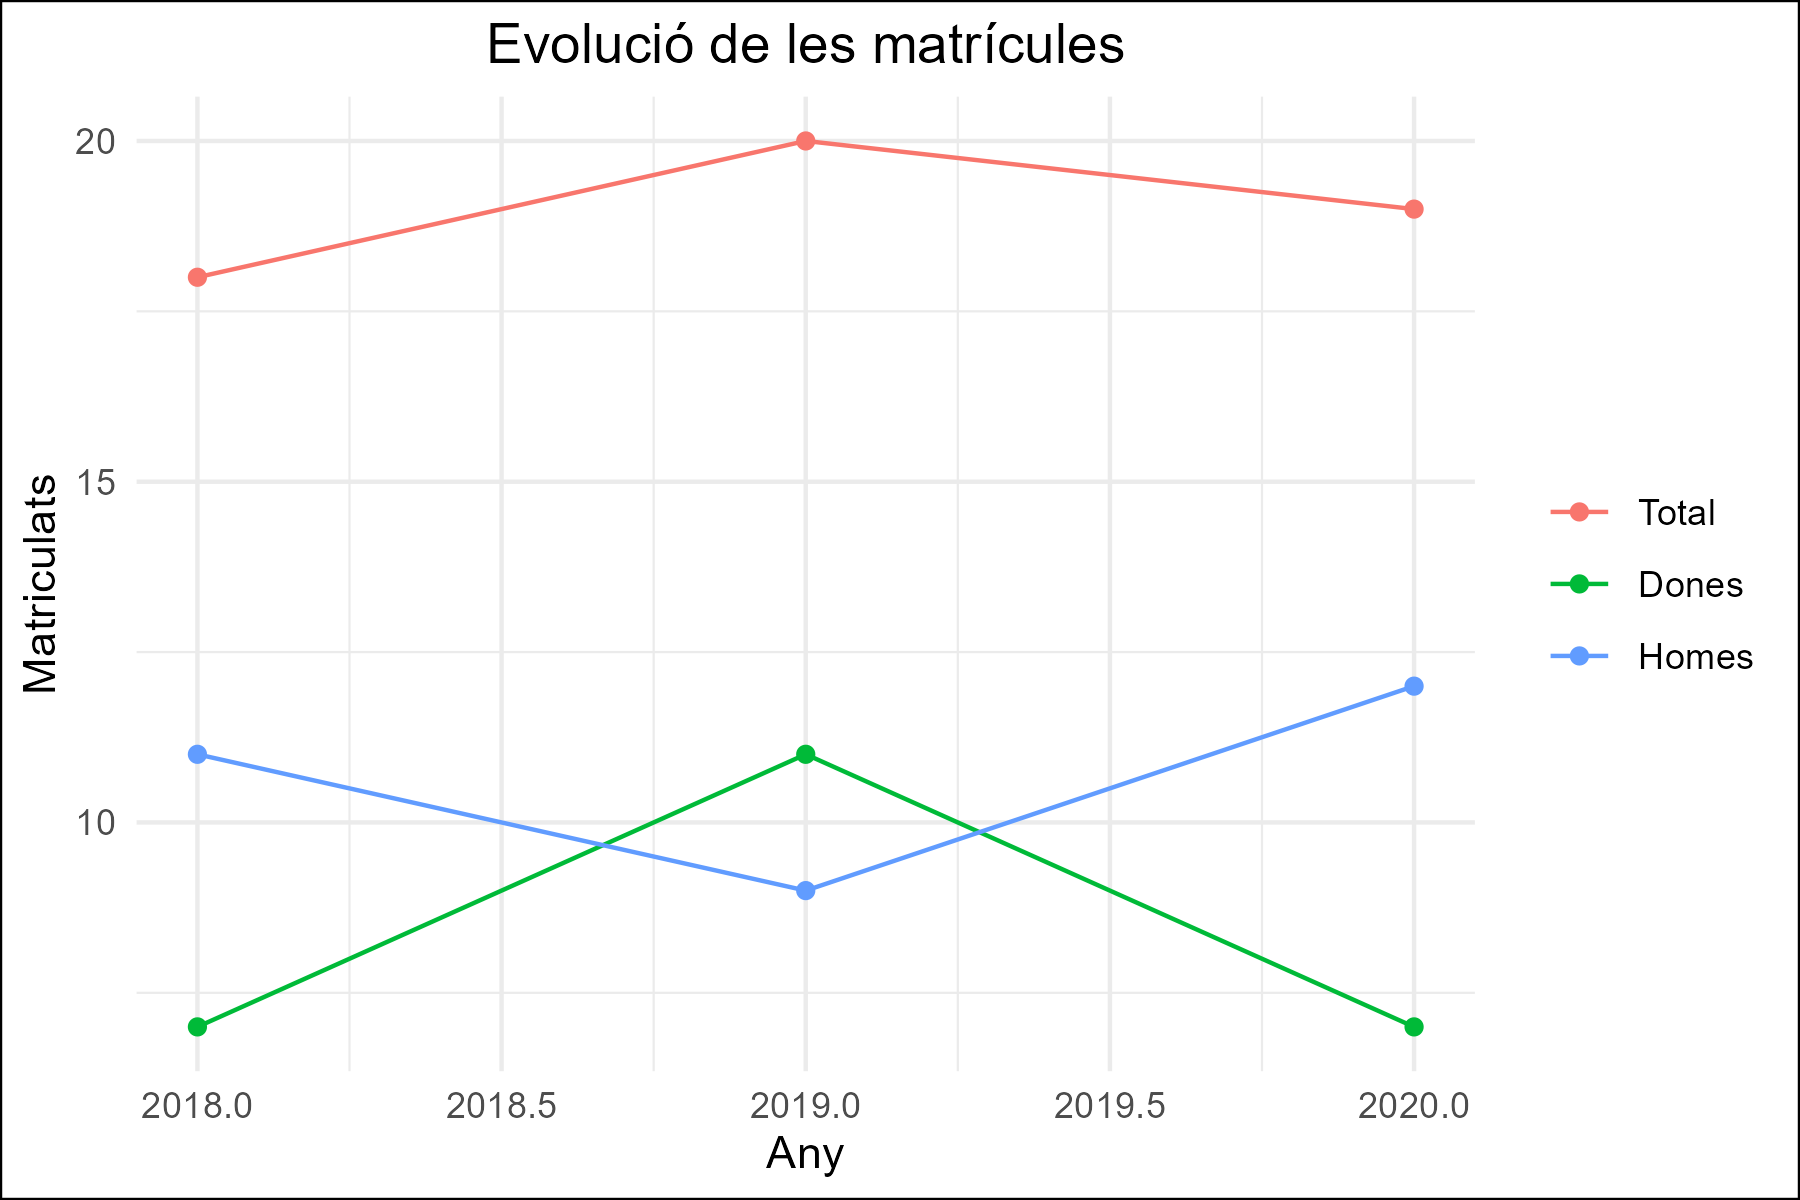 Evolució de les matrícules
20
15
10
Matriculats
2018.0 2018.5 2019.0 2019.5 2020.0
Any
Total
Dones
Homes